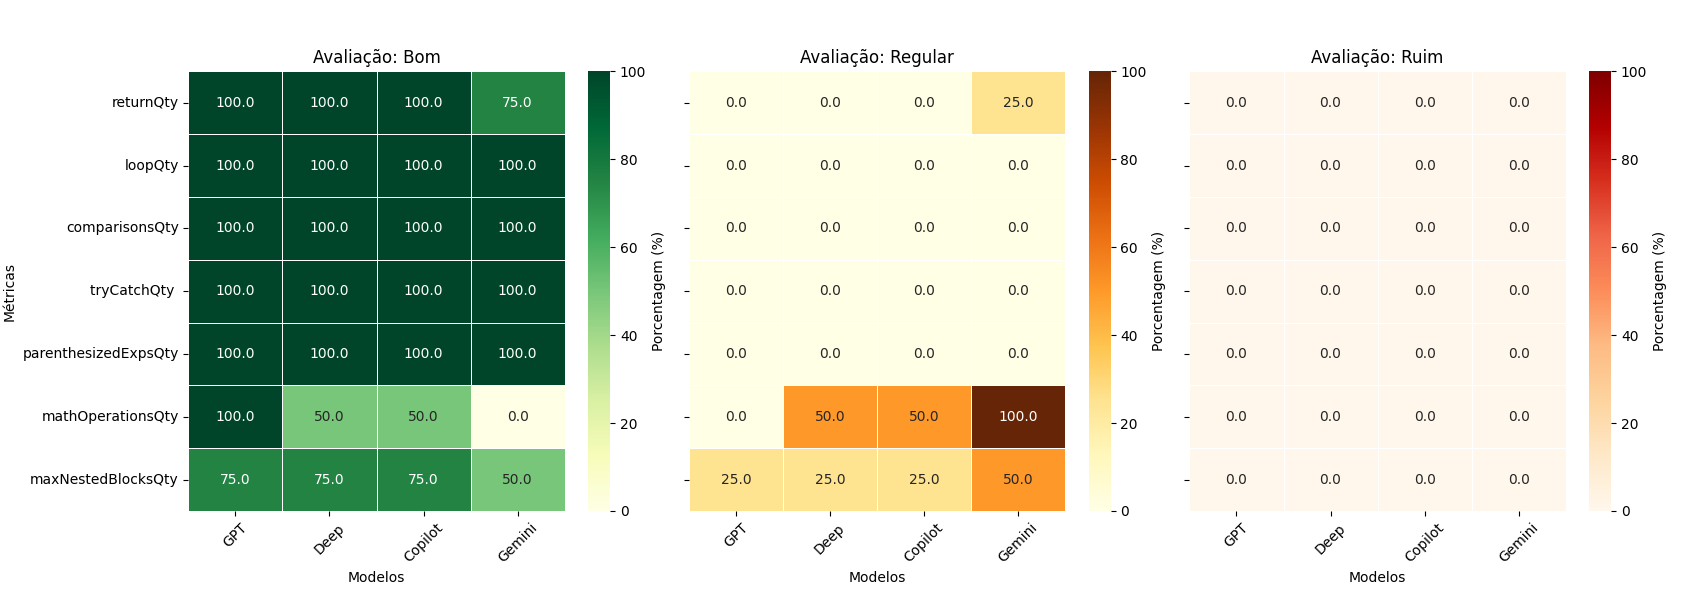 Avaliação: Bom
Métricas
returnQty 100.0 100.0 100.0 75.0
loopQty 100.0 100.0 100.0 100.0
comparisonsQty 100.0 100.0 100.0 100.0
tryCatchQty 100.0 100.0 100.0 100.0
parenthesizedExpsQty 100.0 100.0 100.0 100.0
mathOperationsQty 100.0 50.0 50.0 0.0
maxNestedBlocksQty 75.0 75.0 75.0 50.0
GPT Deep Copilot Gemini
Modelos
100
80
60
40
20
0
Porcentagem (%)
Avaliação: Regular
0.0 0.0 0.0 25.0
0.0 0.0 0.0 0.0
0.0 0.0 0.0 0.0
0.0 0.0 0.0 0.0
0.0 0.0 0.0 0.0
0.0 50.0 50.0 100.0
25.0 25.0 25.0 50.0
GPT Deep Copilot Gemini
Modelos
100
80
60
40
20
0
Porcentagem (%)
Avaliação: Ruim
0.0 0.0 0.0 0.0
0.0 0.0 0.0 0.0
0.0 0.0 0.0 0.0
0.0 0.0 0.0 0.0
0.0 0.0 0.0 0.0
0.0 0.0 0.0 0.0
0.0 0.0 0.0 0.0
GPT Deep Copilot Gemini
Modelos
100
80
60
40
20
0
Porcentagem (%)